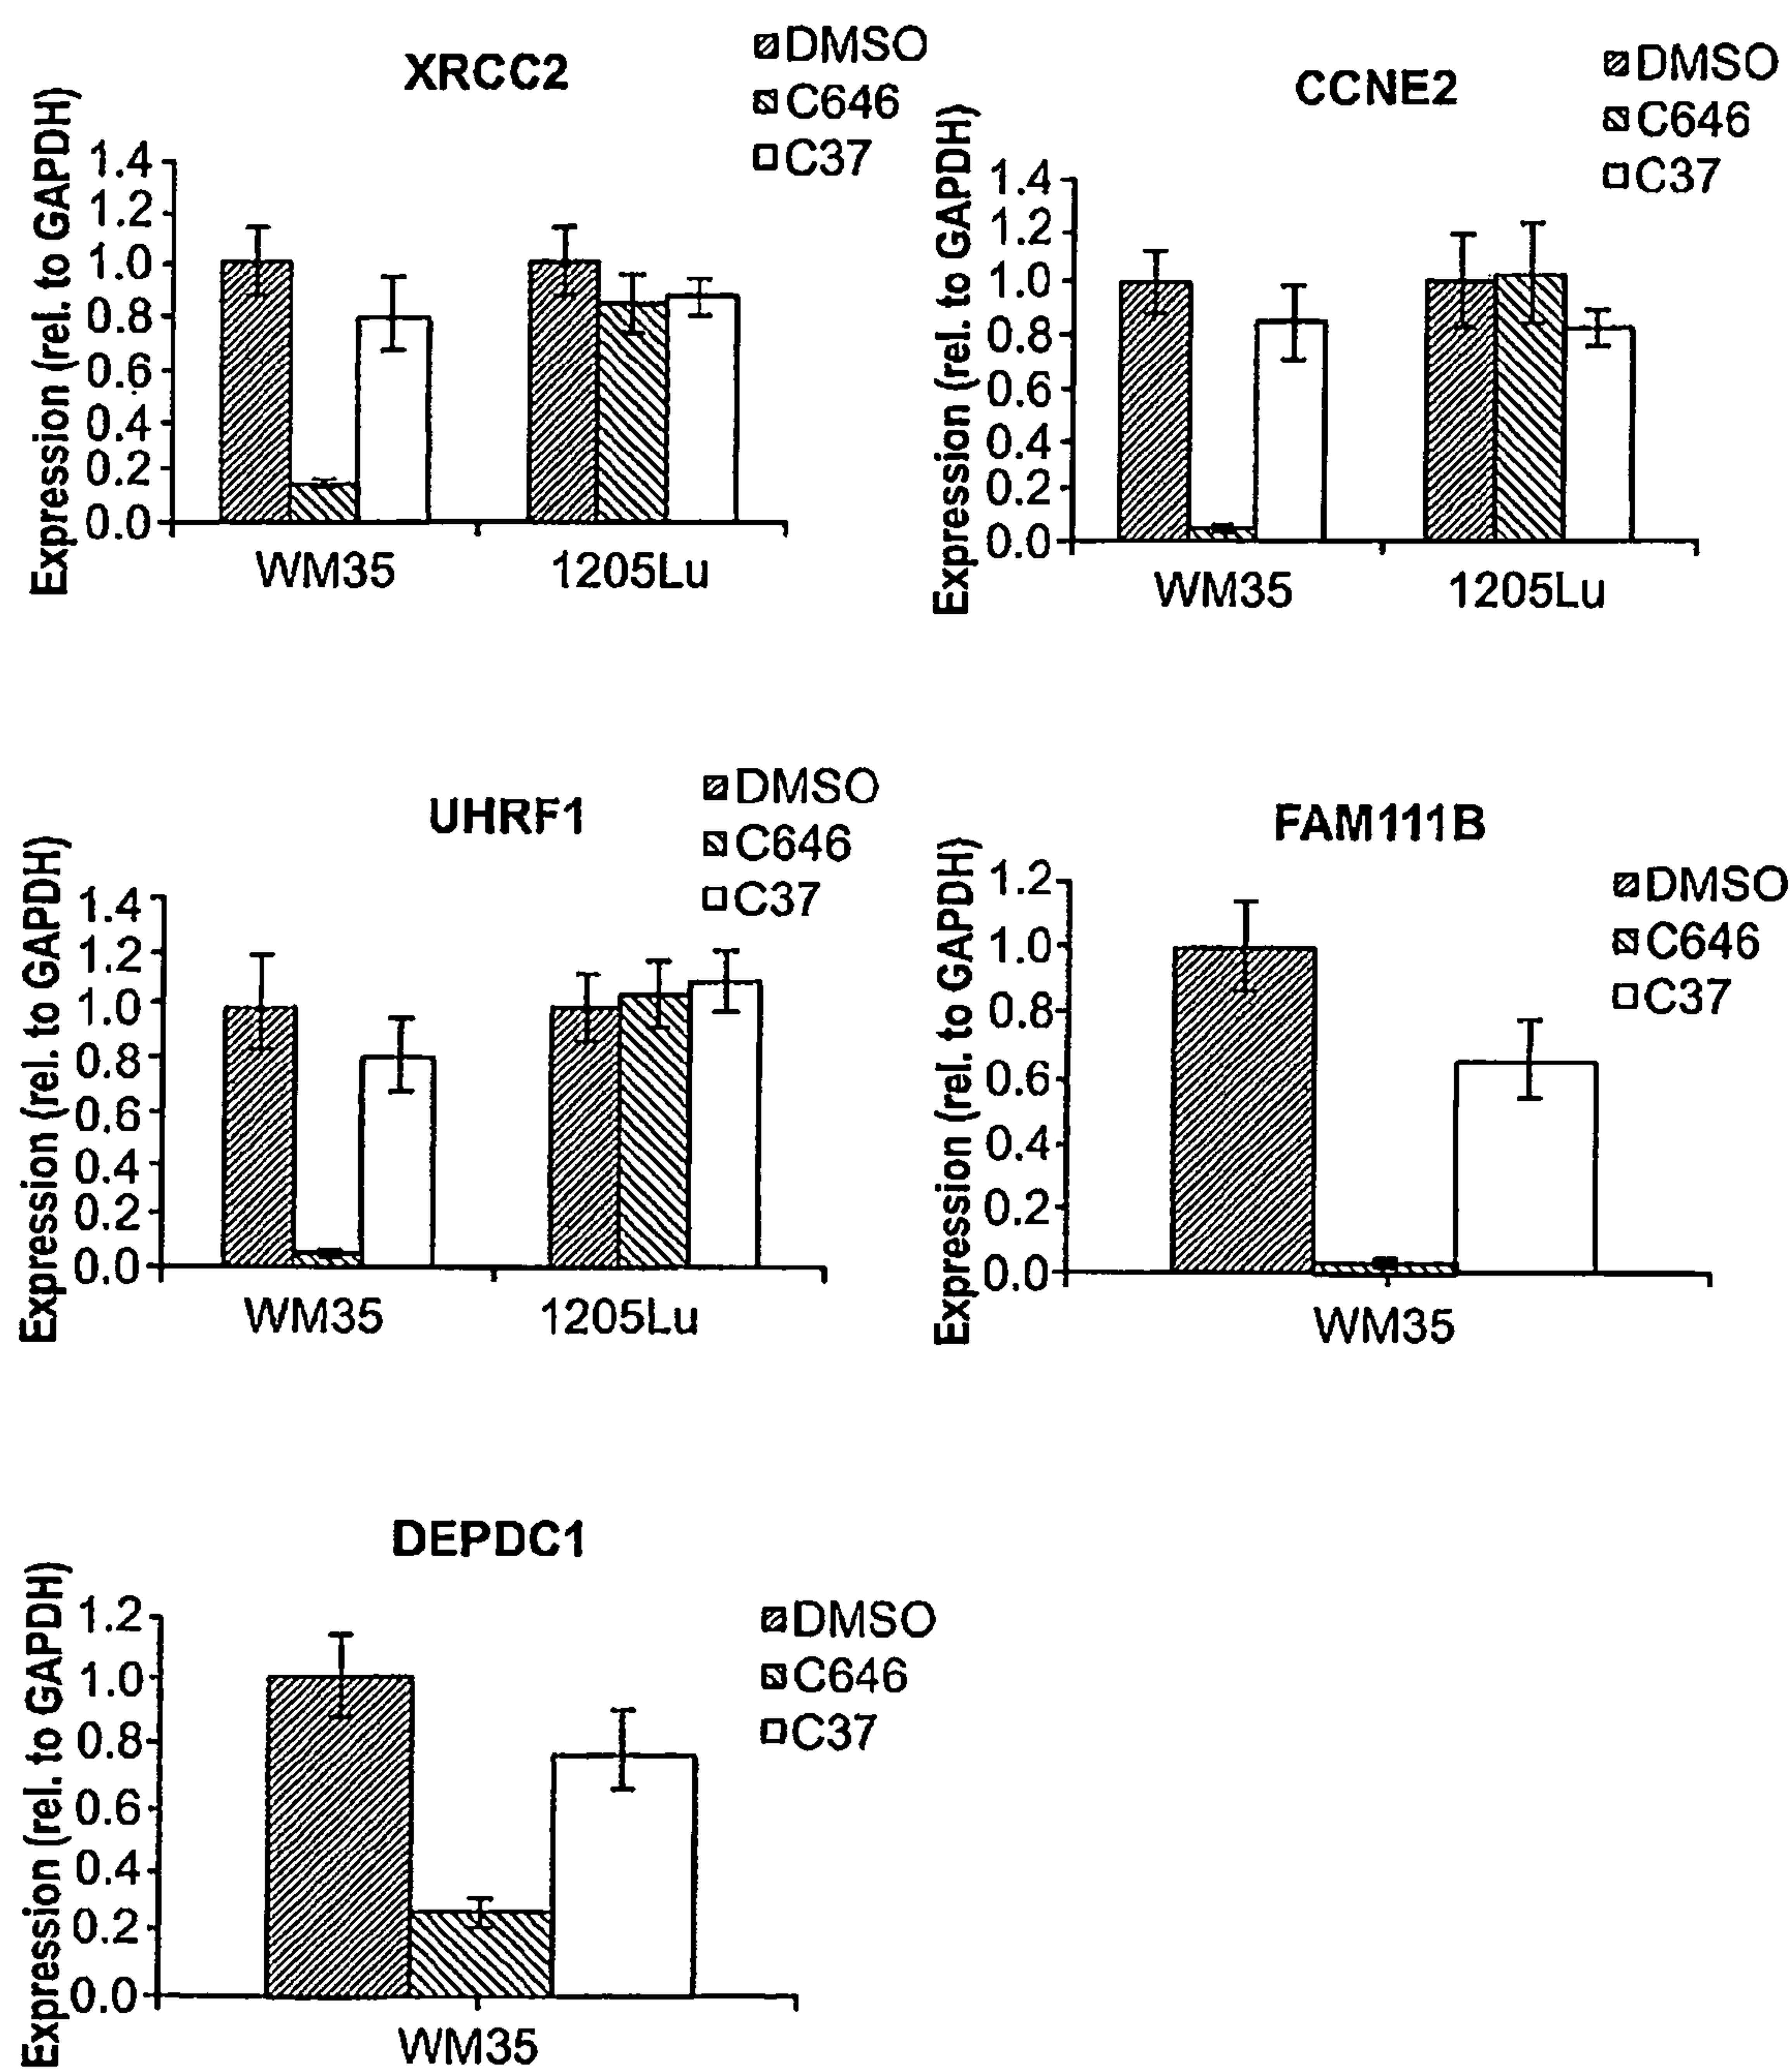 XRCC2
DMSO
C646
C37
Expression (rel. to GAPDH)
1.4
1.2
1.0
0.8
0.6
0.4
0.2
0.0
WM35
1205Lu
CCNE2
DMSO
C646
C37
Expression (rel. to GAPDH)
1.4
1.2
1.0
0.8
0.6
0.4
0.2
0.0
WM35
1205Lu
UHRF1
DMSO
C646
C37
Expression (rel. to GAPDH)
1.4
1.2
1.0
0.8
0.6
0.4
0.2
0.0
WM35
1205Lu
FAM111B
DMSO
C646
C37
Expression (rel. to GAPDH)
1.2
1.0
0.8
0.6
0.4
0.2
0.0
WM35
DEPDC1
DMSO
C646
C37
Expression (rel. to GAPDH)
1.2
1.0
0.8
0.6
0.4
0.2
0.0
WM35